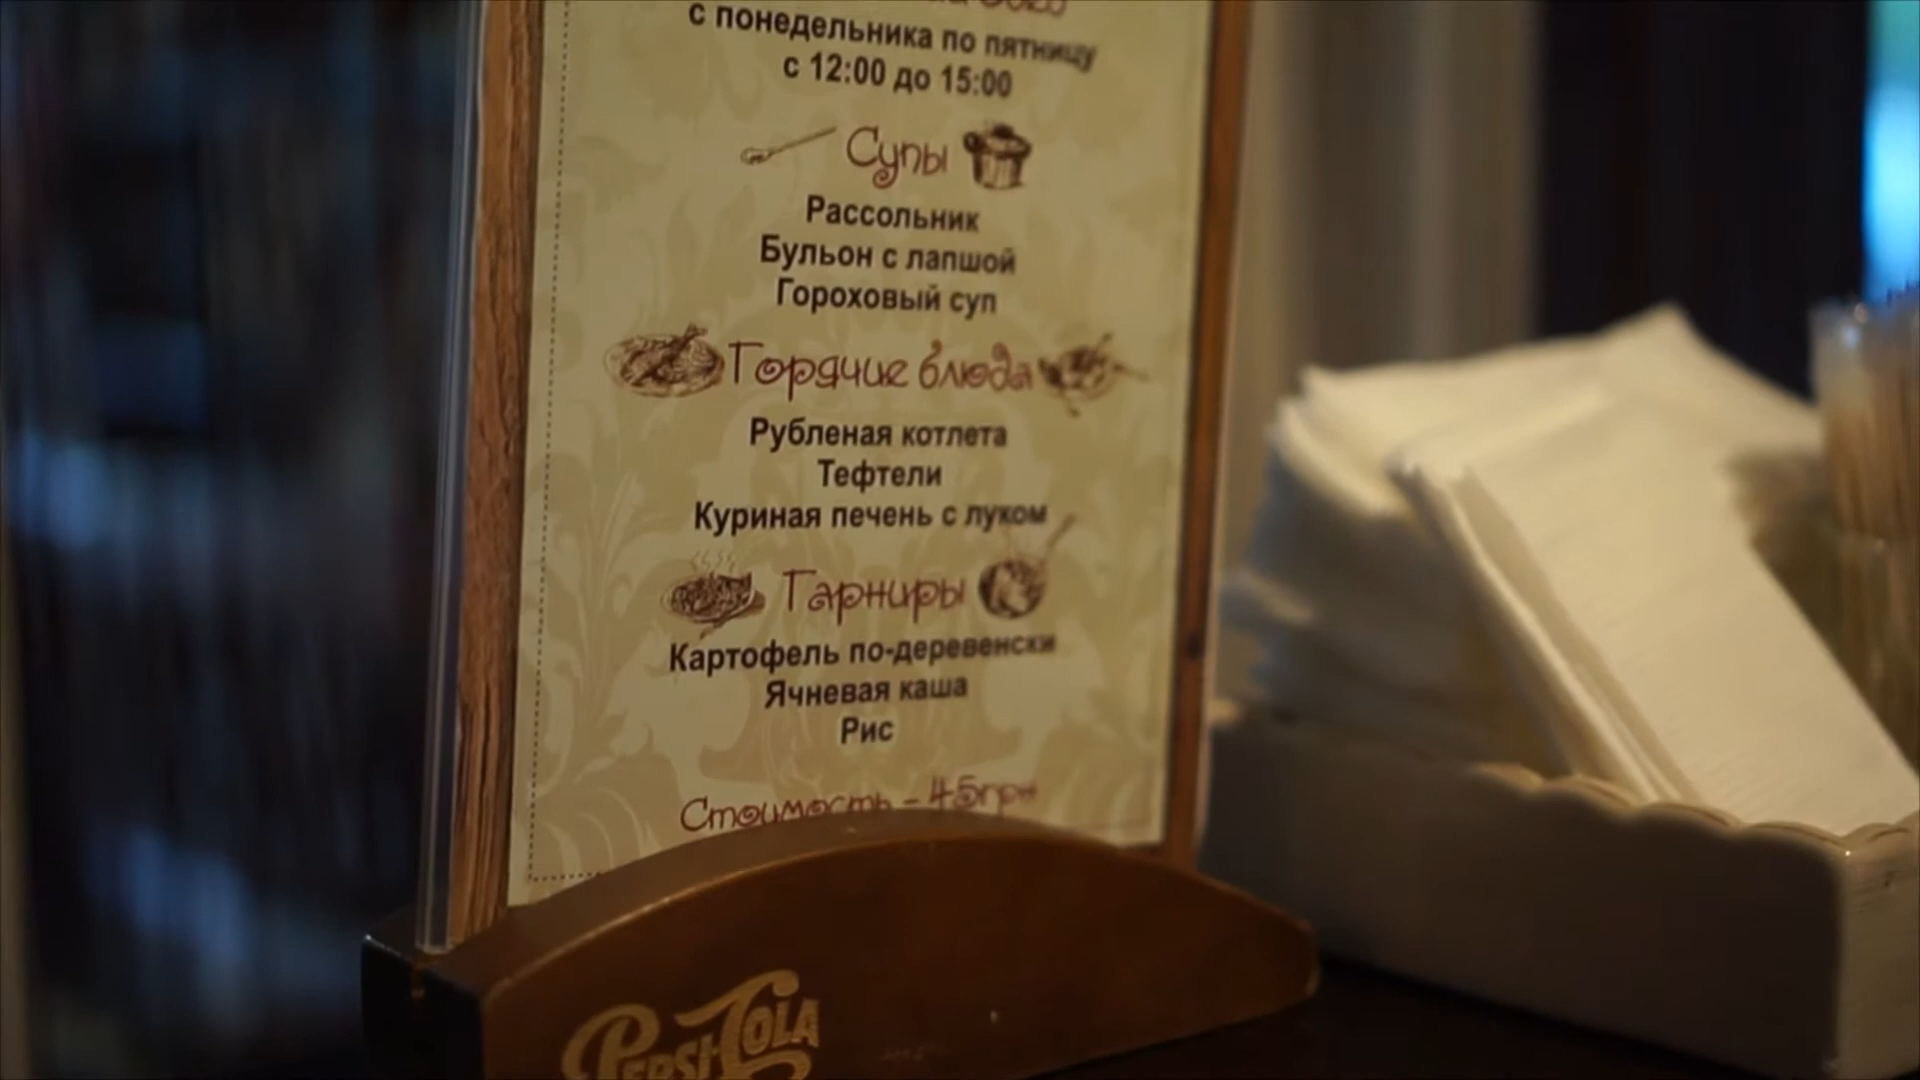 с понедельника по пятницу
с 12:00 до 15:00
Супы
Рассольник
Бульон с лапшой
Гороховый суп
Горячие блюда
Рубленая котлета
Тефтели
Куриная печень с луком
Гарниры
Картофель по-деревенски
Ячневая каша
Рис
Стоимость - 45грн
PEPSI-COLA